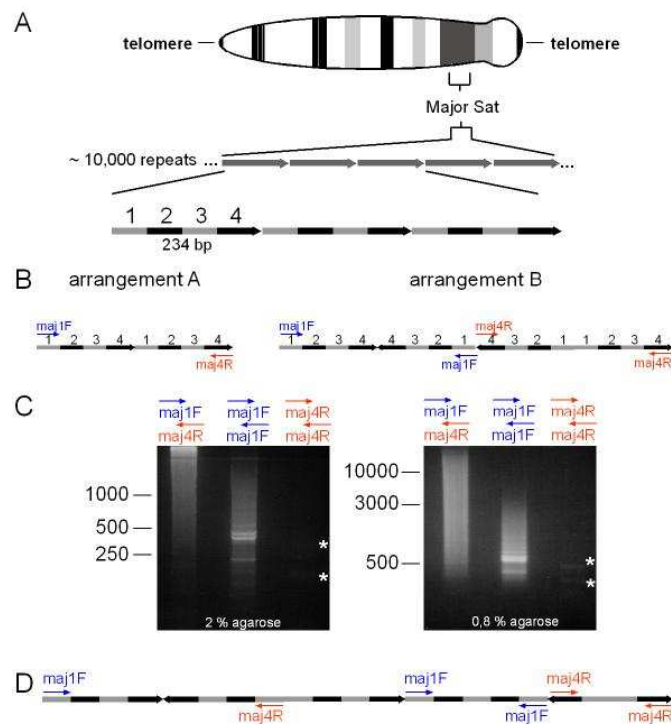 A
telomere
telomere
Major Sat
~ 10,000 repeats ...
...
1 2 3 4
234 bp
B
arrangement A
arrangement B
maj1F
1 2 3 4 1 2 3 4
maj4R
maj1F
maj4R
1 2 3 4 1 2 4 3 2 1 1 2 3 4
maj1F
maj4R
C
maj1F
maj4R
maj1F
maj1F
maj4R
maj4R
1000
500
250
*
*
2 % agarose
maj1F
maj4R
maj1F
maj1F
maj4R
maj4R
10000
3000
500
*
*
0,8 % agarose
D
maj1F
maj4R
maj1F
maj1F
maj4R
maj4R